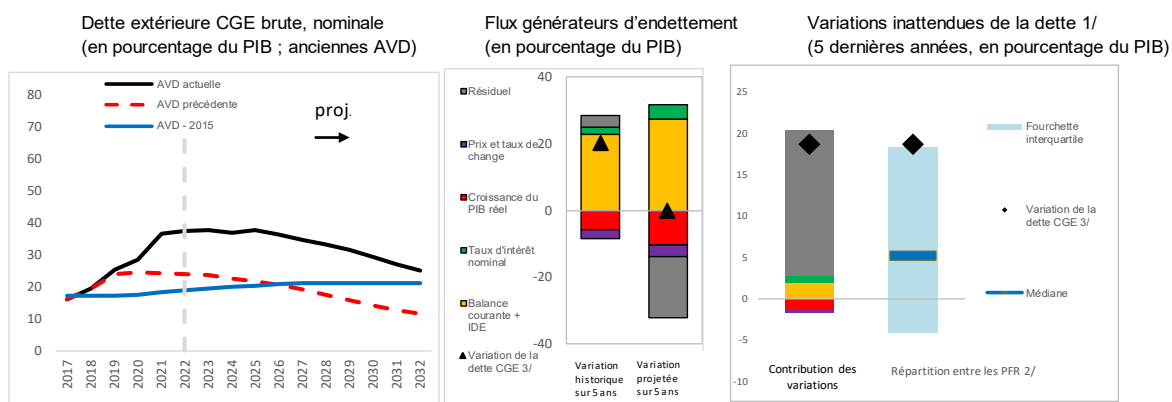 Dette extérieure CGE brute, nominale
(en pourcentage du PIB ; anciennes AVD)
AVD actuelle
AVD précédente
AVD - 2015
proj.
80
70
60
50
40
30
20
10
0
2017
2018
2019
2020
2021
2022
2023
2024
2025
2026
2027
2028
2029
2030
2031
2032
Flux générateurs d'endettement
(en pourcentage du PIB)
Résiduel
Prix et taux de
change
Croissance du
PIB réel
Taux d'intérêt
nominal
Balance
courante +
IDE
Variation de la
dette CGE 3/
40
20
0
-20
-40
Variation
historique
sur 5 ans
Variation
projetée
sur 5 ans
Variations inattendues de la dette 1/
(5 dernières années, en pourcentage du PIB)
25
20
15
10
5
0
-5
-10
Contribution des
variations
Répartition entre les PFR 2/
Fourchette
interquartile
Variation de la
dette CGE 3/
Médiane